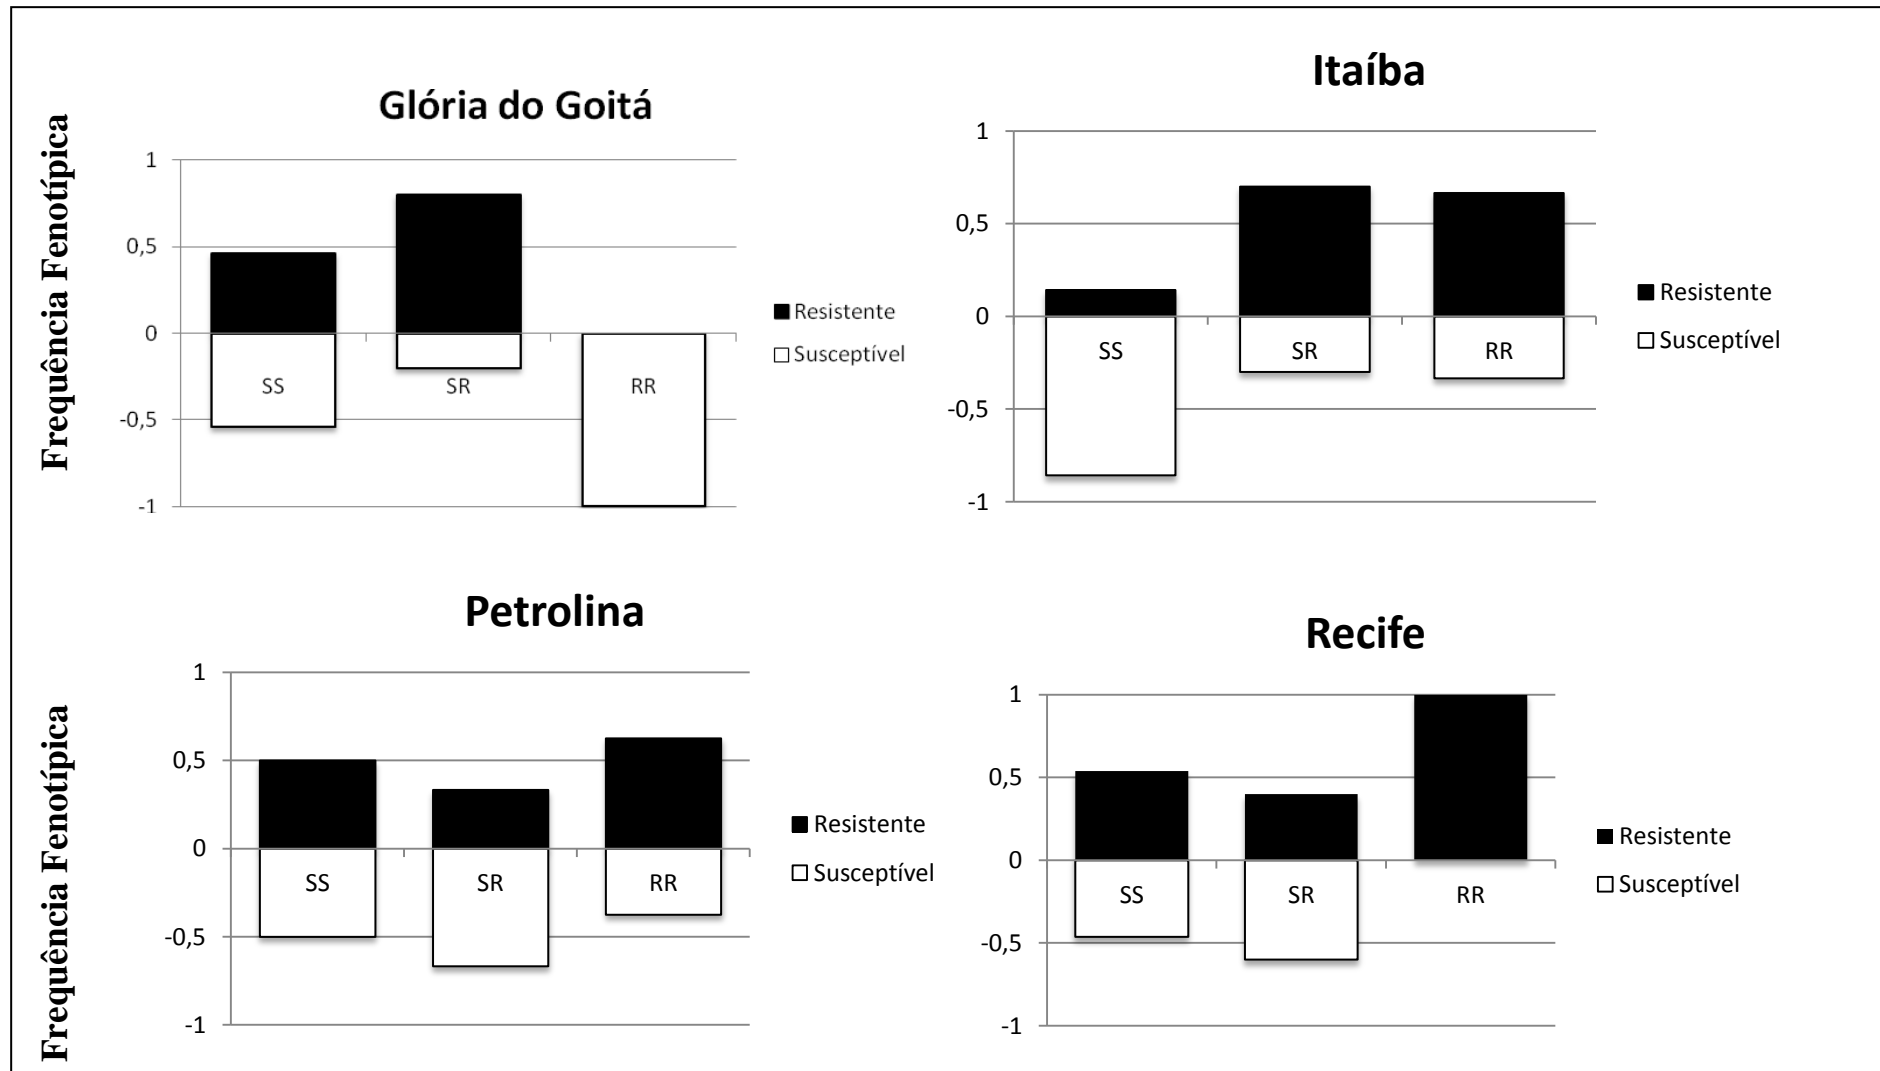 Glória do Goitá
Frequência Fenotípica
1
0,5
0
-0,5
-1
SS
SR
RR
Resistente
Susceptível
Itaíba
1
0,5
0
-0,5
-1
SS
SR
RR
Resistente
Susceptível
Petrolina
Frequência Fenotípica
1
0,5
0
-0,5
-1
SS
SR
RR
Resistente
Susceptível
Recife
1
0,5
0
-0,5
-1
SS
SR
RR
Resistente
Susceptível